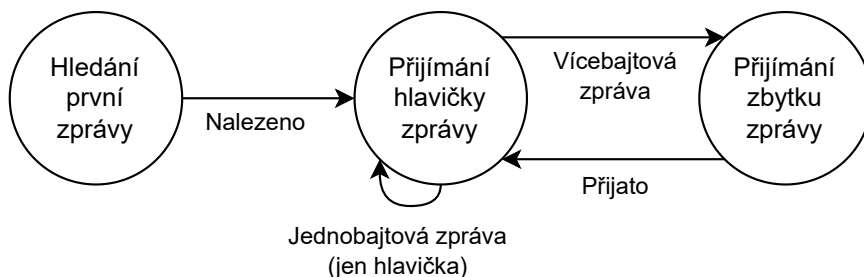 Hledání
první
zprávy
Nalezeno
Přijímání
hlavičky
zprávy
Vícebajtová
zpráva
Přijato
Přijímání
zbytku
zprávy
Jednobajtová zpráva
(jen hlavička)